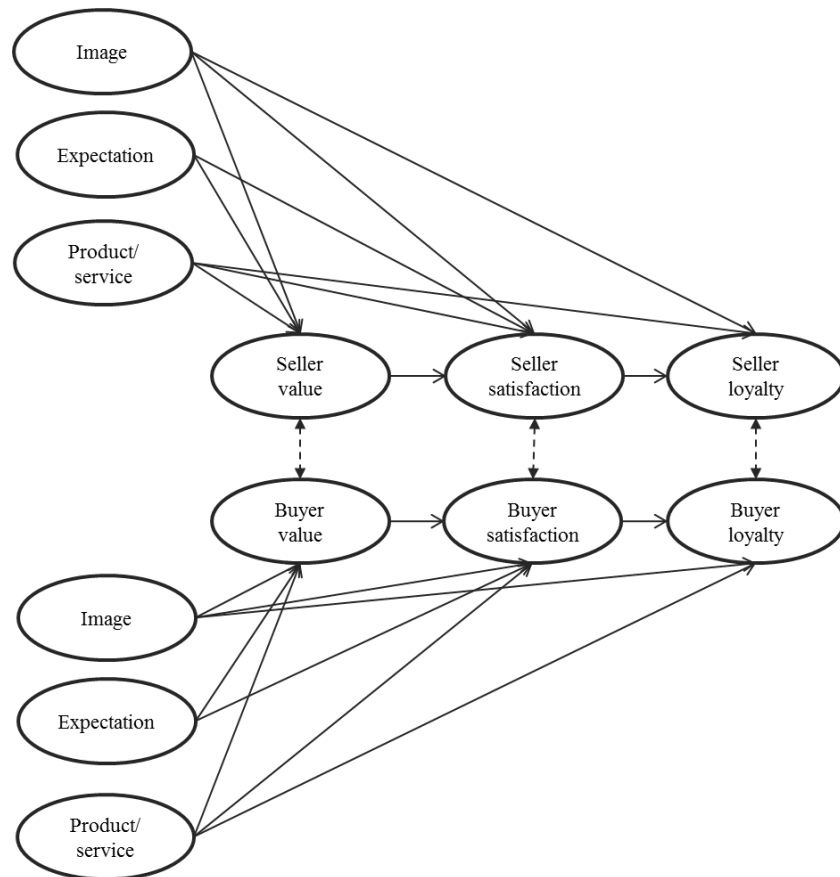 Image
Expectation
Product/
service
Seller
value
Seller
satisfaction
Seller
loyalty
Buyer
value
Buyer
satisfaction
Buyer
loyalty
Image
Expectation
Product/
service